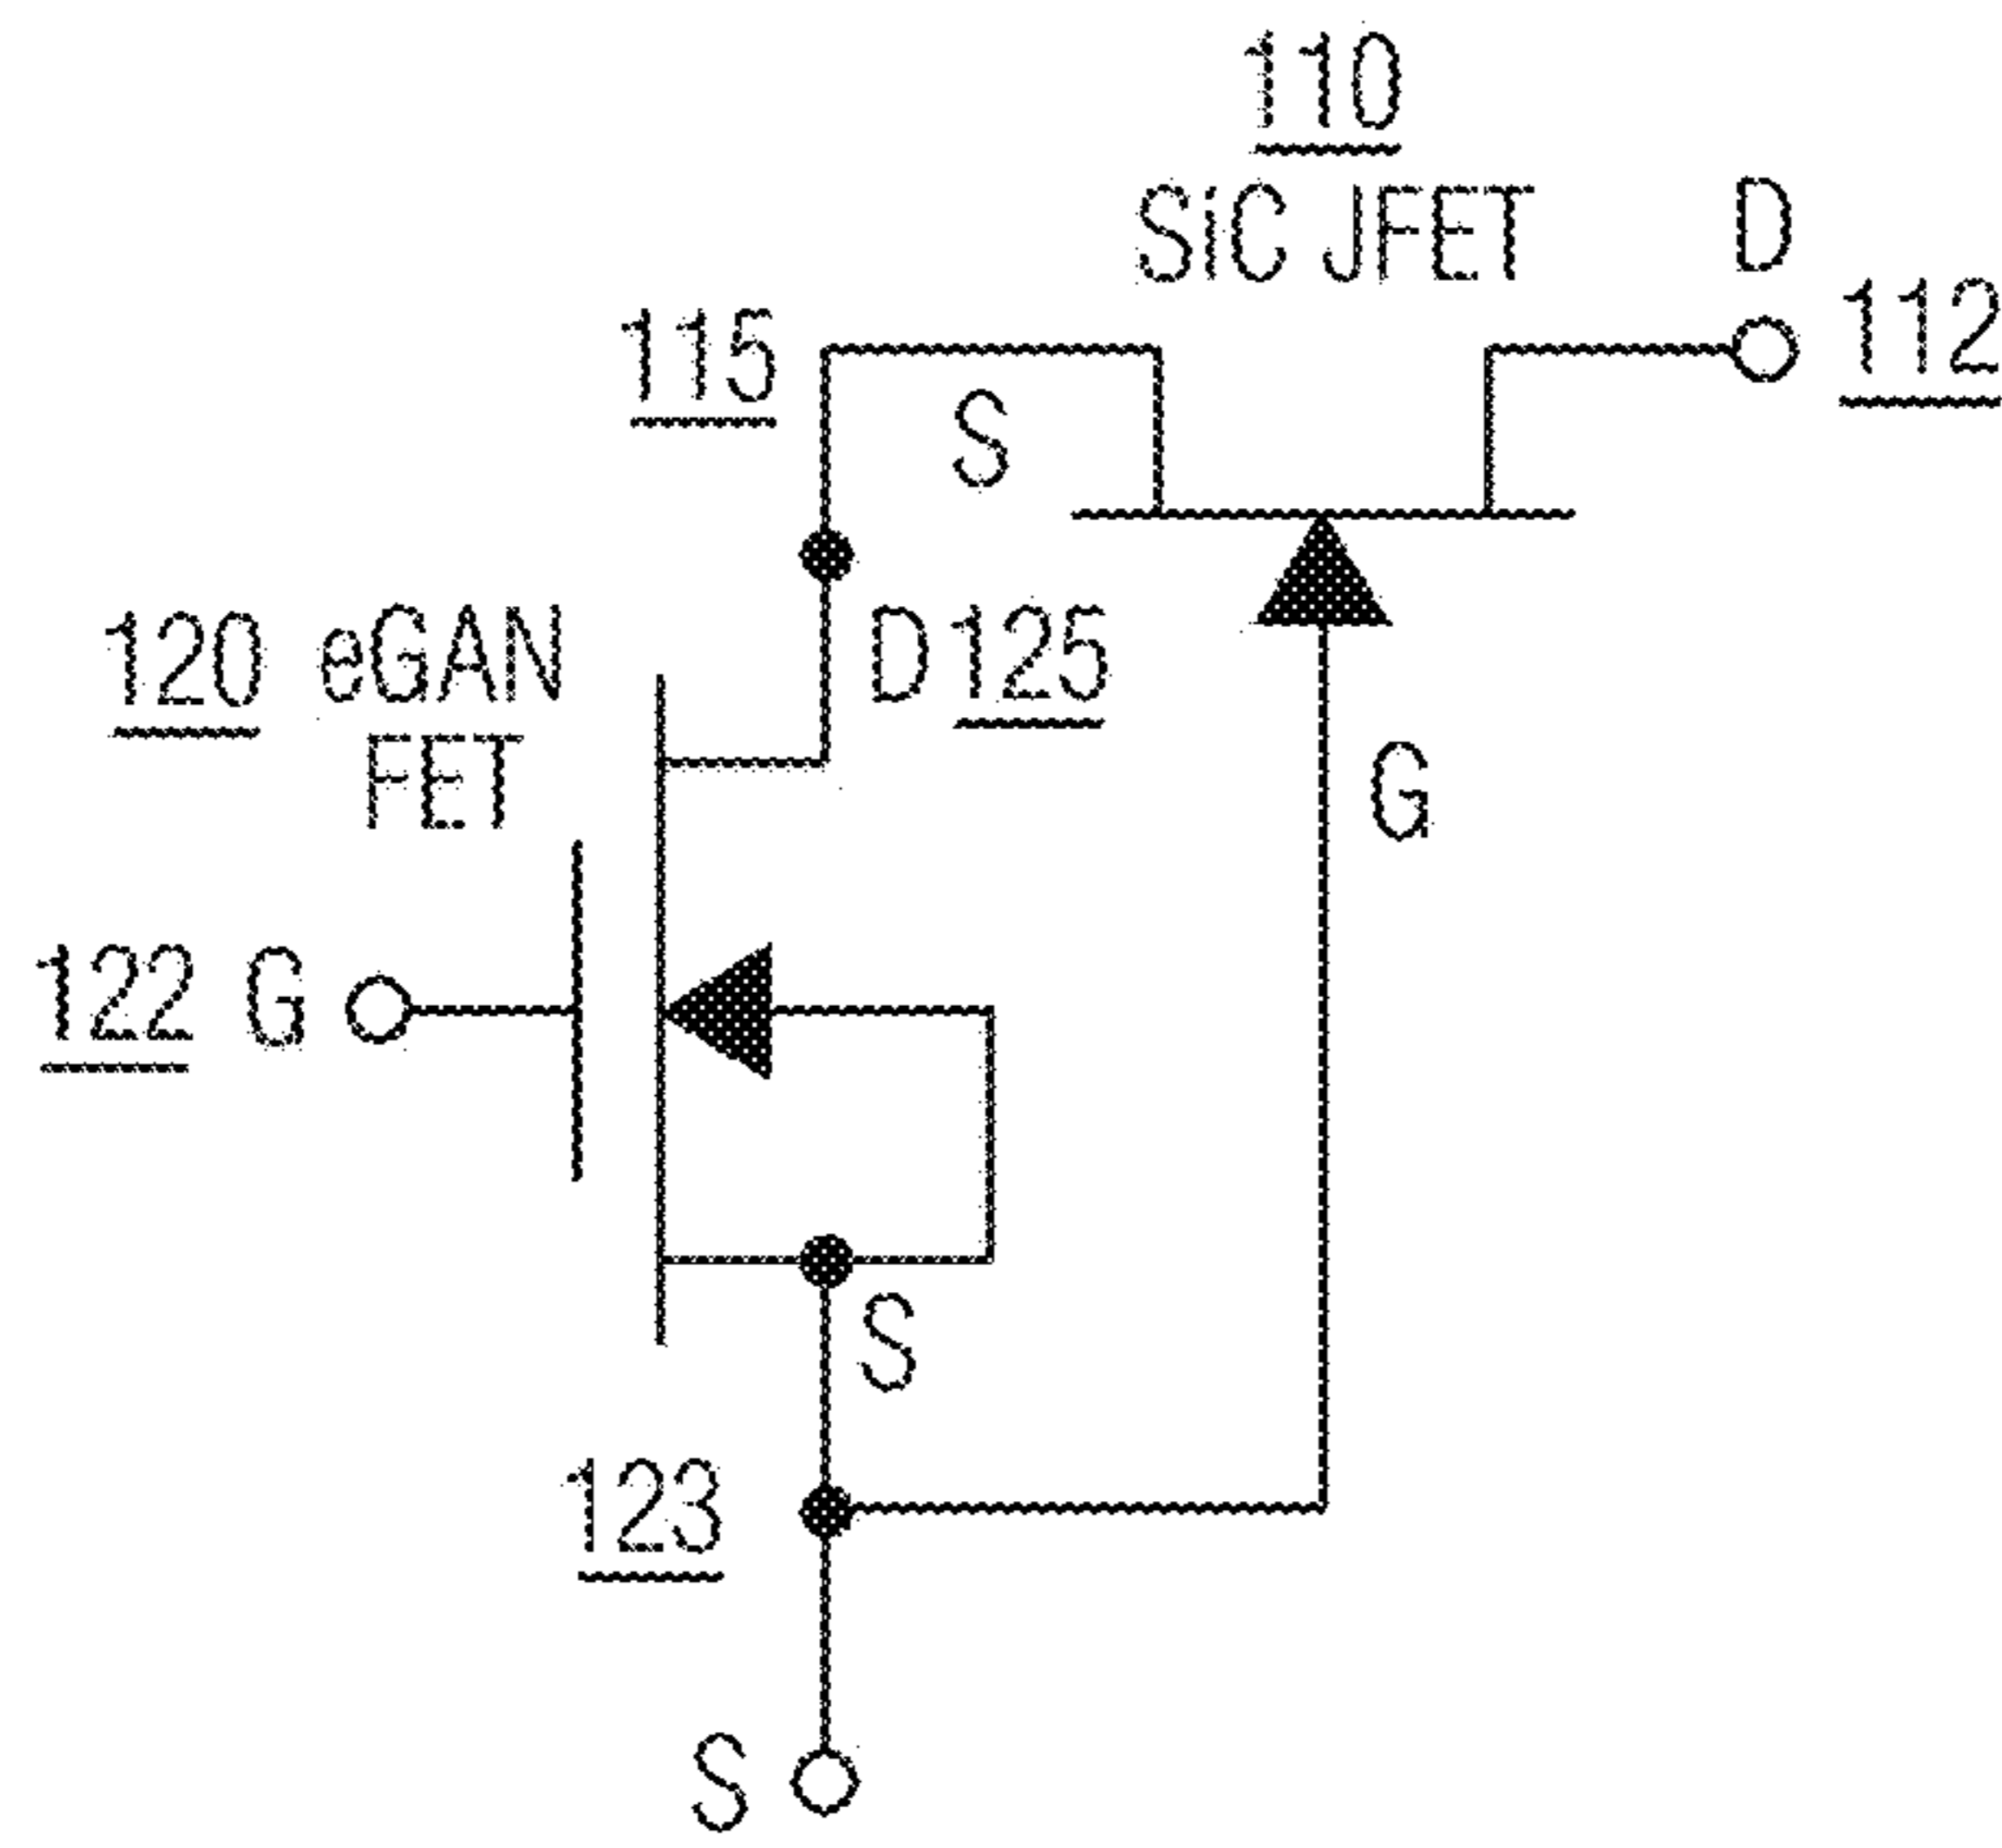 110
SiC JFET
D
112
115
S
120 eGAN
FET
D 125
G
122 G
S
123
S